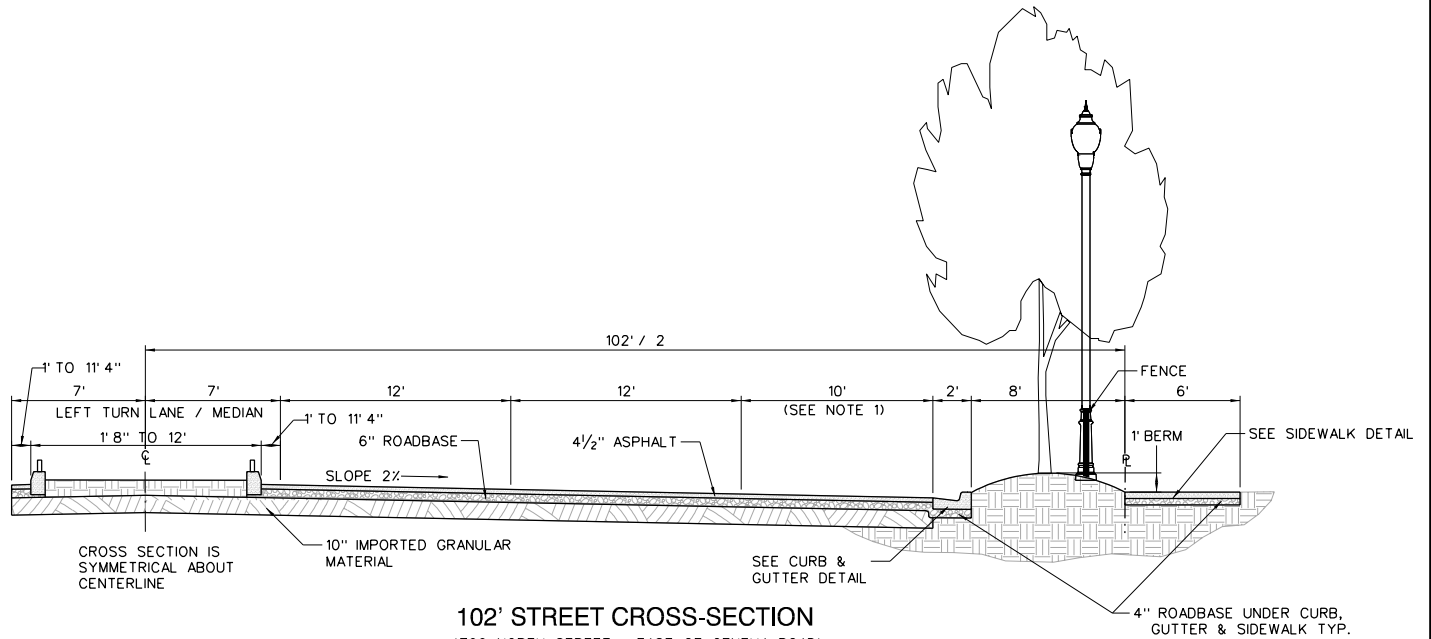 102' / 2
1' TO 11' 4"
FENCE
7'
7'
12'
12'
10'
2'
8'
6'
LEFT TURN LANE / MEDIAN
(SEE NOTE 1)
1' TO 11' 4"
1' 8" TO 12'
6" ROADBASE
4½" ASPHALT
1' BERM
SEE SIDEWALK DETAIL
℄
P̲L
SLOPE 2%
CROSS SECTION IS
SYMMETRICAL ABOUT
CENTERLINE
10" IMPORTED GRANULAR
MATERIAL
SEE CURB &
GUTTER DETAIL
102' STREET CROSS-SECTION
4" ROADBASE UNDER CURB,
GUTTER & SIDEWALK TYP.